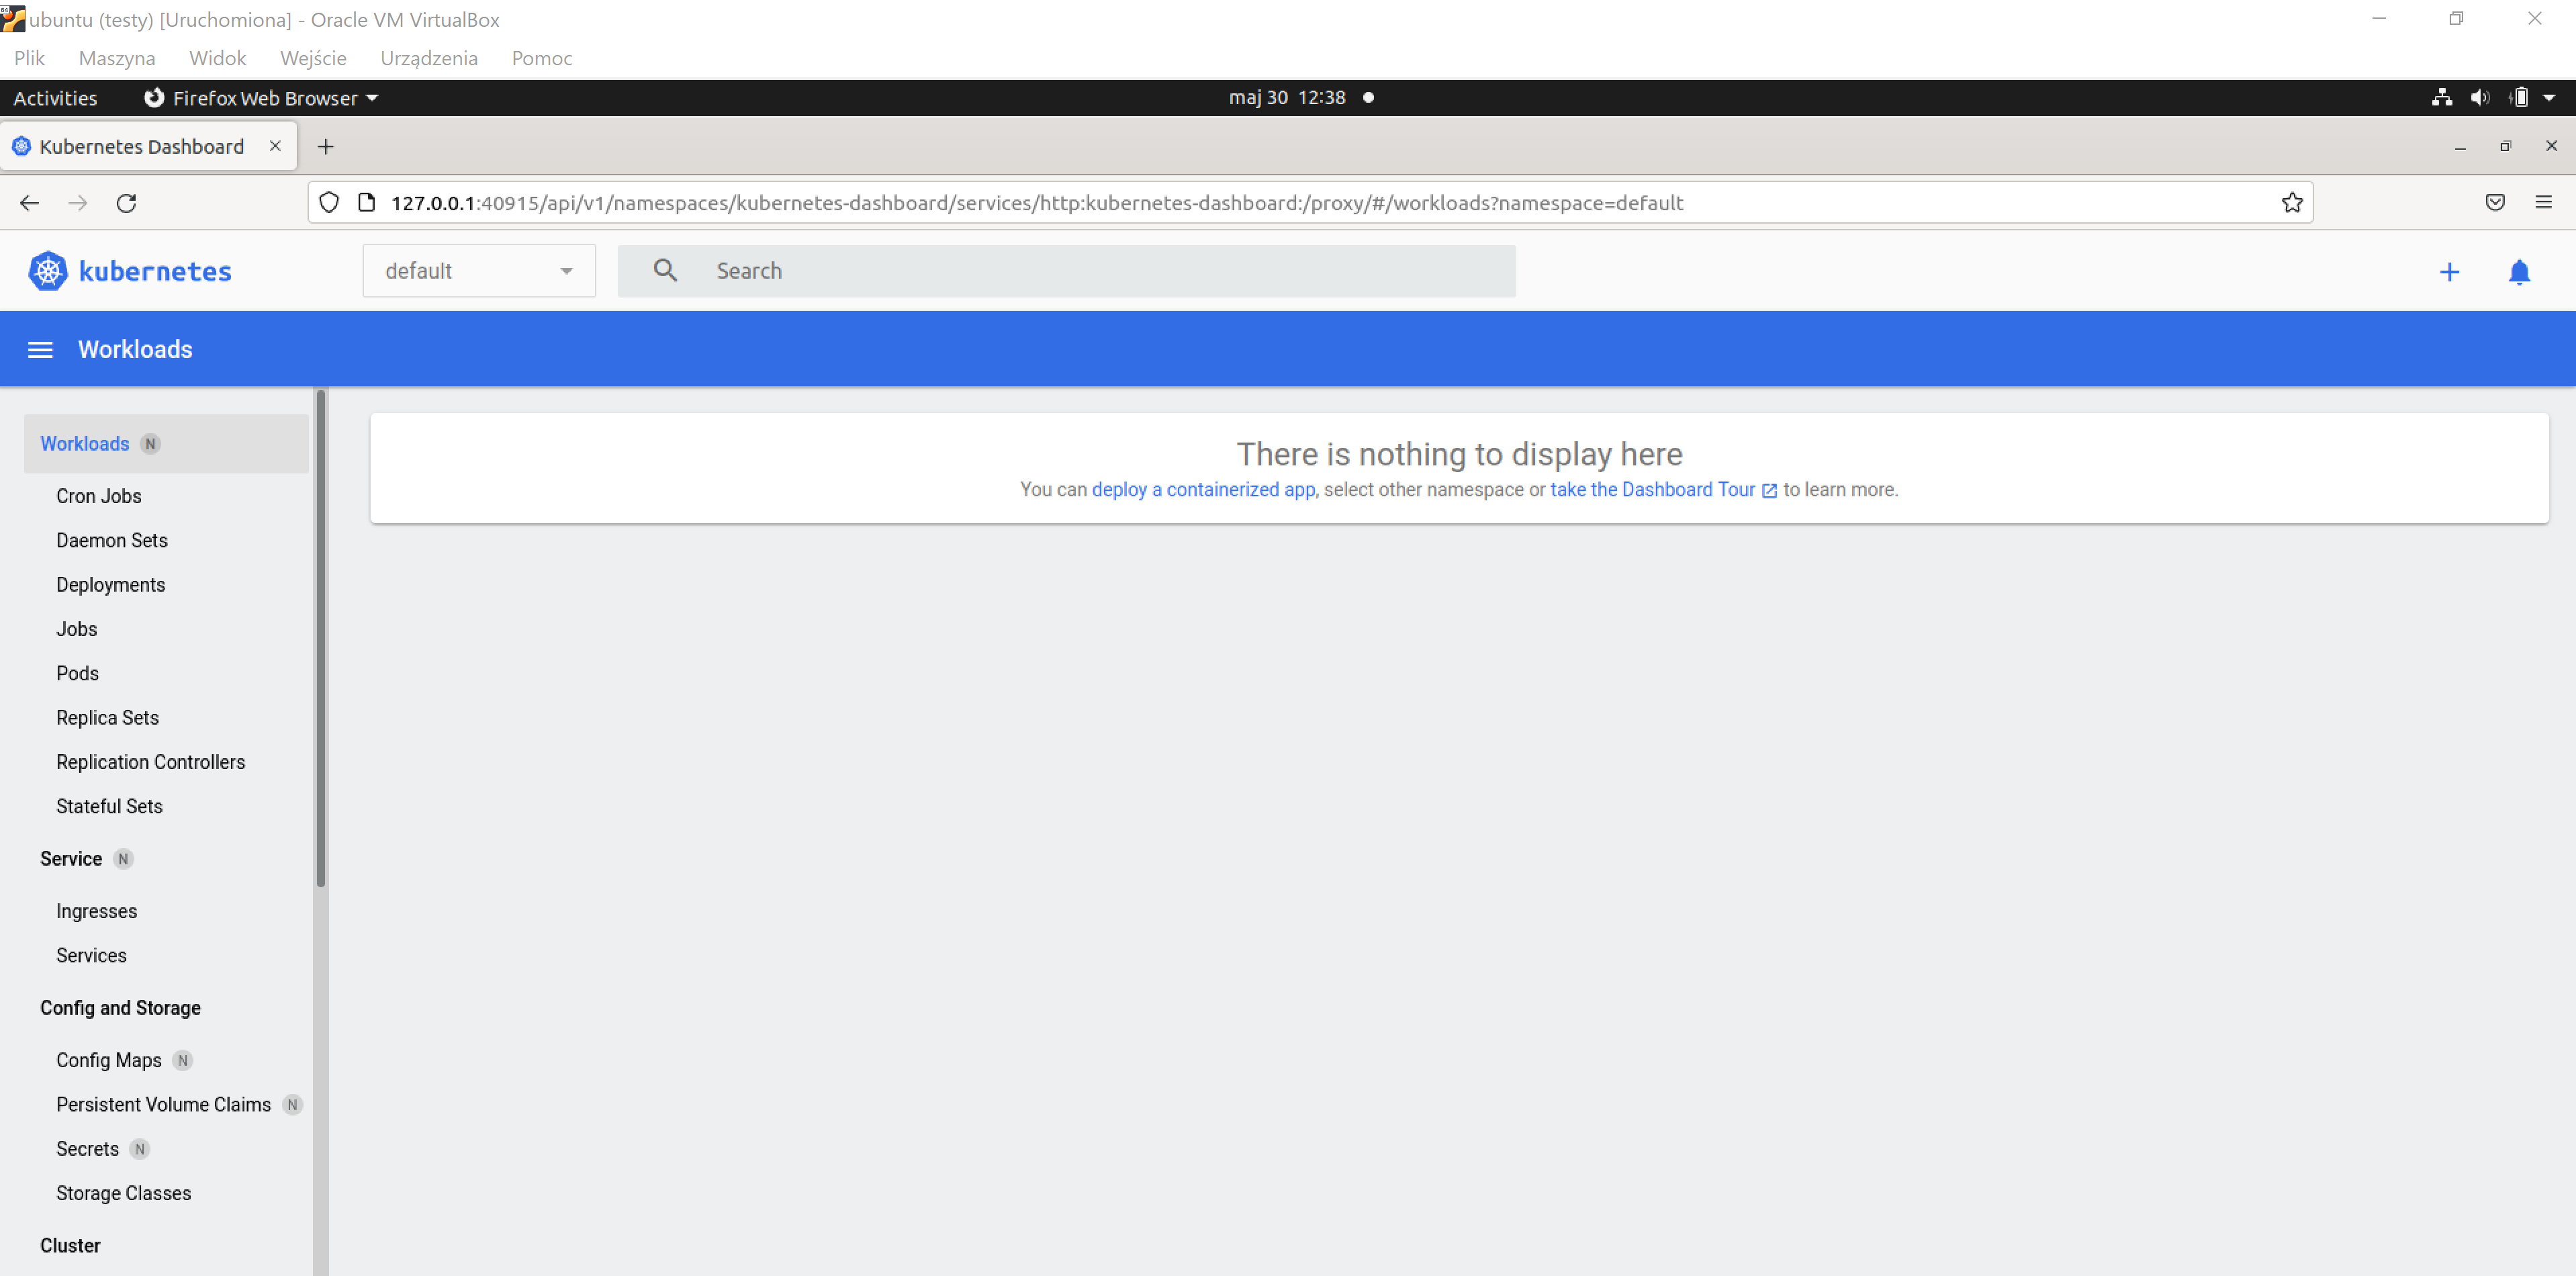 ubuntu (testy) [Uruchomiona] - Oracle VM VirtualBox
Plik Maszyna Widok Wejście Urządzenia Pomoc
Activities Firefox Web Browser maj 30 12:38
Kubernetes Dashboard
127.0.0.1:40915/api/v1/namespaces/kubernetes-dashboard/services/http:kubernetes-dashboard:/proxy/#/workloads?namespace=default
kubernetes default Search
Workloads
Workloads N
Cron Jobs
Daemon Sets
Deployments
Jobs
Pods
Replica Sets
Replication Controllers
Stateful Sets
Service N
Ingresses
Services
Config and Storage
Config Maps N
Persistent Volume Claims N
Secrets N
Storage Classes
Cluster
There is nothing to display here
You can deploy a containerized app, select other namespace or take the Dashboard Tour to learn more.